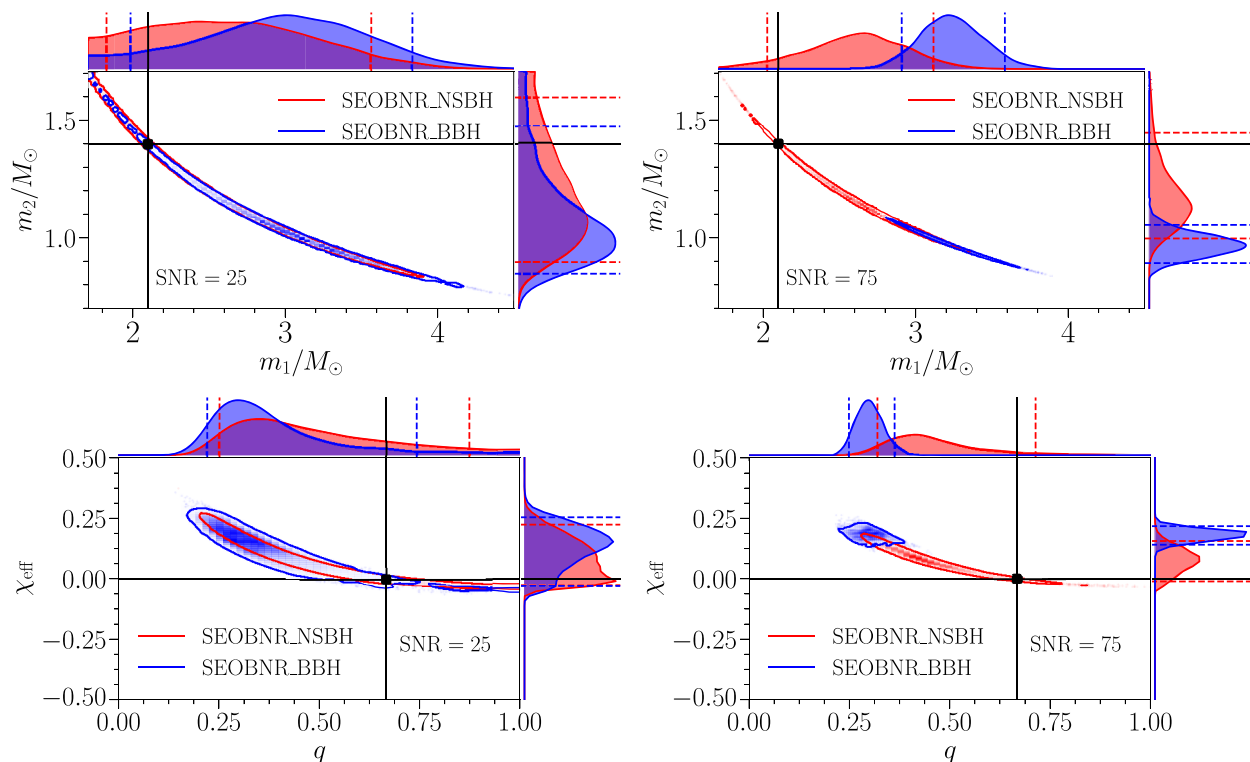 SEOBNR_NSBH
SEOBNR_BBH
1.5
1.0
m₂/M⊙
SNR = 25
2 3 4
m₁/M⊙
SEOBNR_NSBH
SEOBNR_BBH
1.5
1.0
m₂/M⊙
SNR = 75
2 3 4
m₁/M⊙
0.50
0.25
0.00
−0.25
−0.50
χeff
SEOBNR_NSBH
SEOBNR_BBH
SNR = 25
0.00 0.25 0.50 0.75 1.00
q
0.50
0.25
0.00
−0.25
−0.50
χeff
SEOBNR_NSBH
SEOBNR_BBH
SNR = 75
0.00 0.25 0.50 0.75 1.00
q